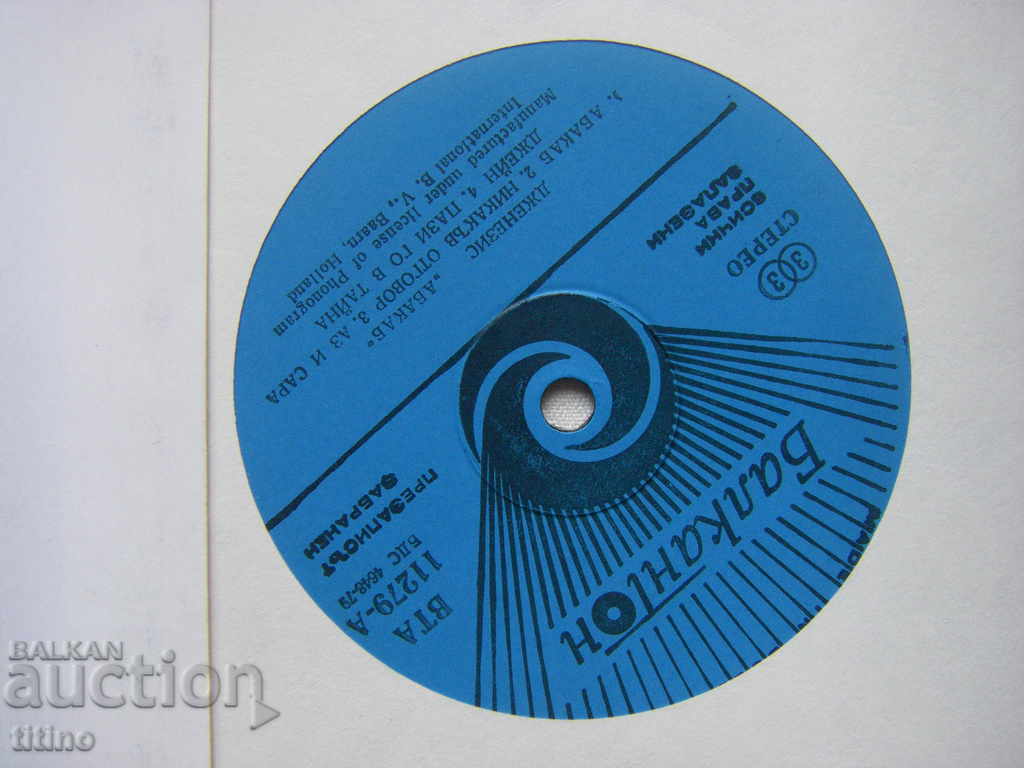 Балкантон
СТЕРЕО
33
ВСИЧКИ
ПРАВА
ЗАПАЗЕНИ
ПРЕЗАПИСЪТ
ЗАБРАНЕН
БДС 4648-79
ВТА
11279-А
ДЖЕНЕЗИС
„АБАКАБ"
1. АБАКАБ 2. НИКАКЪВ ОТГОВОР 3. АЗ И САРА
ДЖЕЙН 4. ПАЗИ ГО В ТАЙНА
Manufactured under license of Phonogram
International B. V., Baarn, Holland
BALKAN
auction
titino